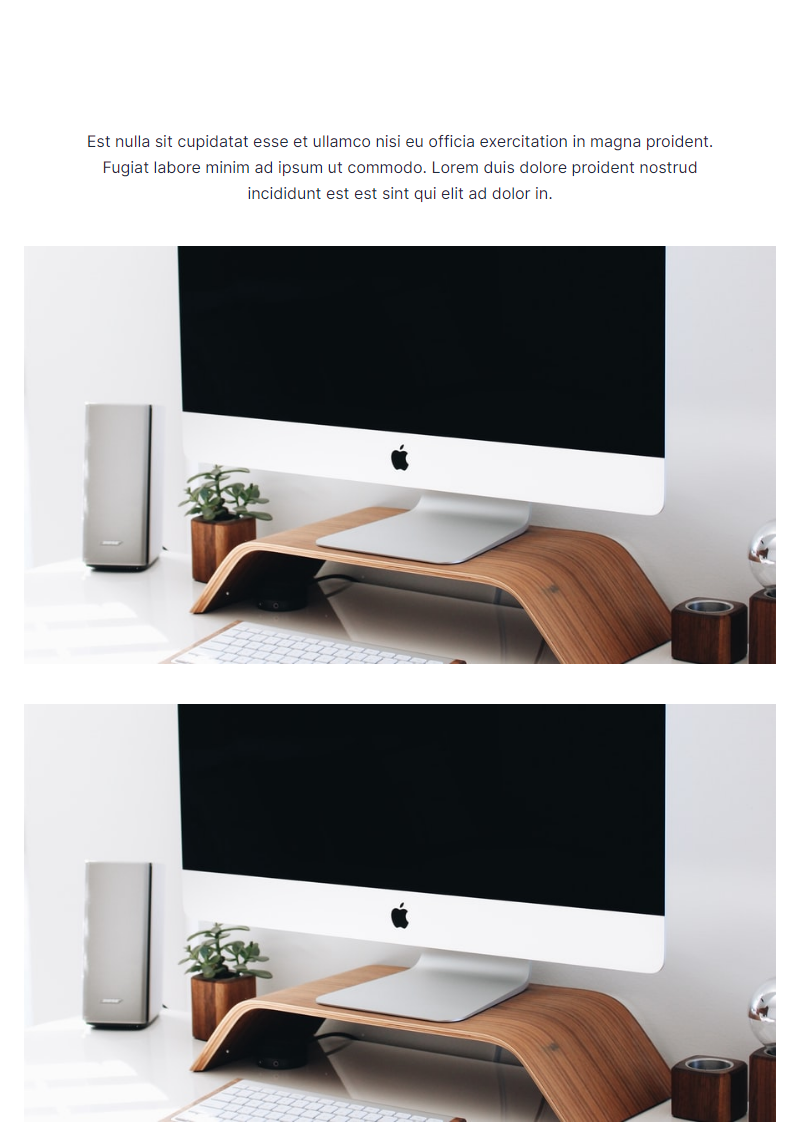 Est nulla sit cupidatat esse et ullamco nisi eu officia exercitation in magna proident.
Fugiat labore minim ad ipsum ut commodo. Lorem duis dolore proident nostrud
incididunt est est sint qui elit ad dolor in.